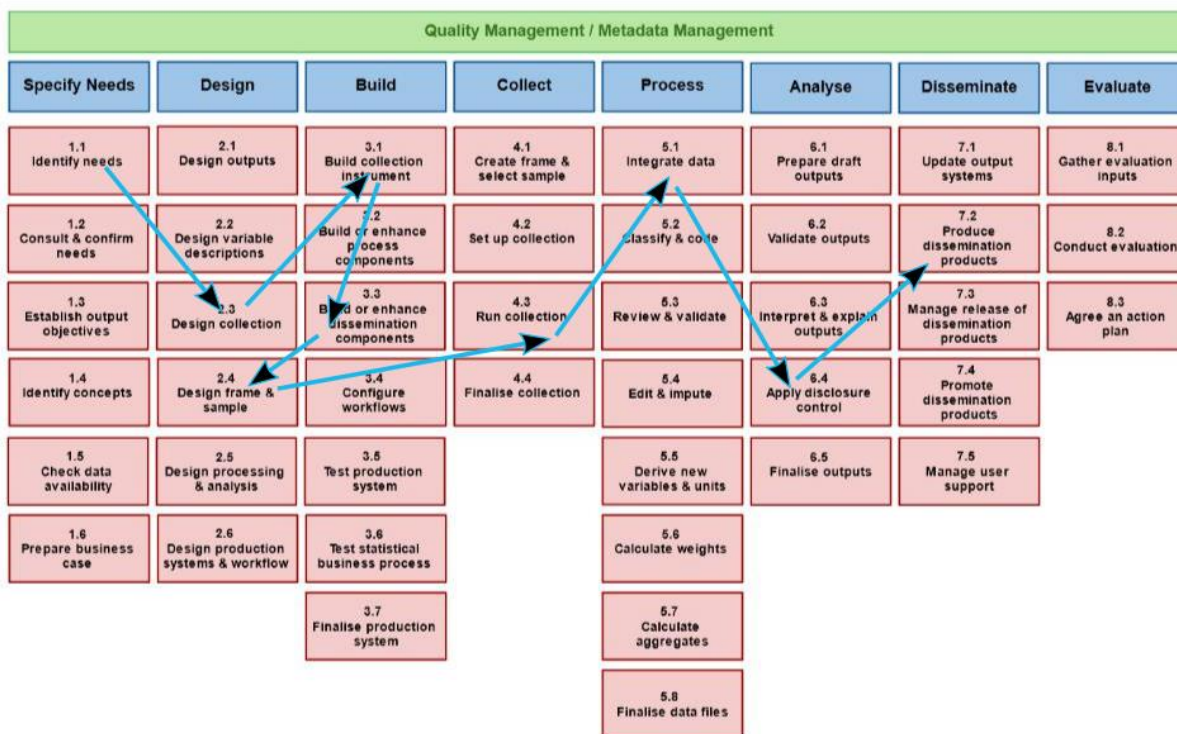 Quality Management / Metadata Management
Specify Needs
Design
Build
Collect
Process
Analyse
Disseminate
Evaluate
1.1
Identify needs
1.2
Consult & confirm
needs
1.3
Establish output
objectives
1.4
Identify concepts
1.5
Check data
availability
1.6
Prepare business
case
2.1
Design outputs
2.2
Design variable
descriptions
2.3
Design collection
2.4
Design frame &
sample
2.5
Design processing
& analysis
2.6
Design production
systems & workflow
3.1
Build collection
instrument
3.2
Build or enhance
process
components
3.3
Build or enhance
dissemination
components
3.4
Configure
workflows
3.5
Test production
system
3.6
Test statistical
business process
3.7
Finalise production
system
4.1
Create frame &
select sample
4.2
Set up collection
4.3
Run collection
4.4
Finalise collection
5.1
Integrate data
5.2
Classify & code
5.3
Review & validate
5.4
Edit & impute
5.5
Derive new
variables & units
5.6
Calculate weights
5.7
Calculate
aggregates
5.8
Finalise data files
6.1
Prepare draft
outputs
6.2
Validate outputs
6.3
Interpret & explain
outputs
6.4
Apply disclosure
control
6.5
Finalise outputs
7.1
Update output
systems
7.2
Produce
dissemination
products
7.3
Manage release of
dissemination
products
7.4
Promote
dissemination
products
7.5
Manage user
support
8.1
Gather evaluation
inputs
8.2
Conduct evaluation
8.3
Agree an action
plan